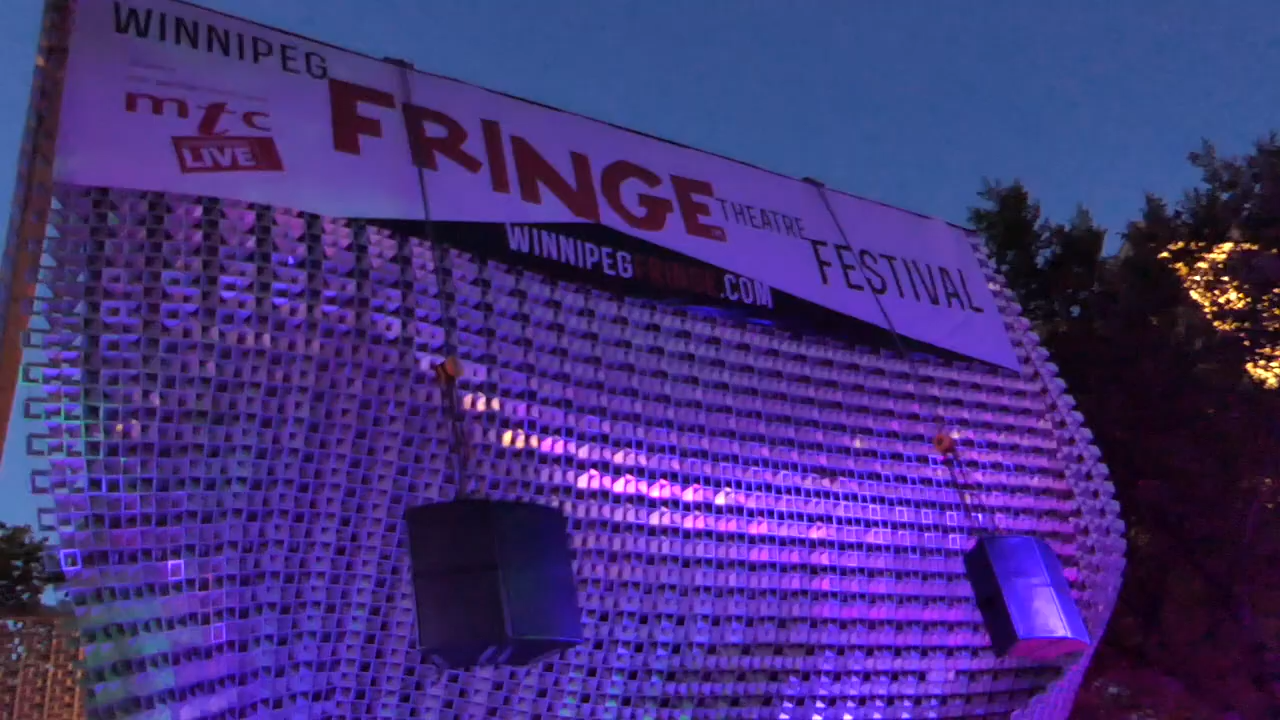 WINNIPEG
mtc
LIVE
FRINGE
THEATRE
FESTIVAL
WINNIPEGFRINGE.COM